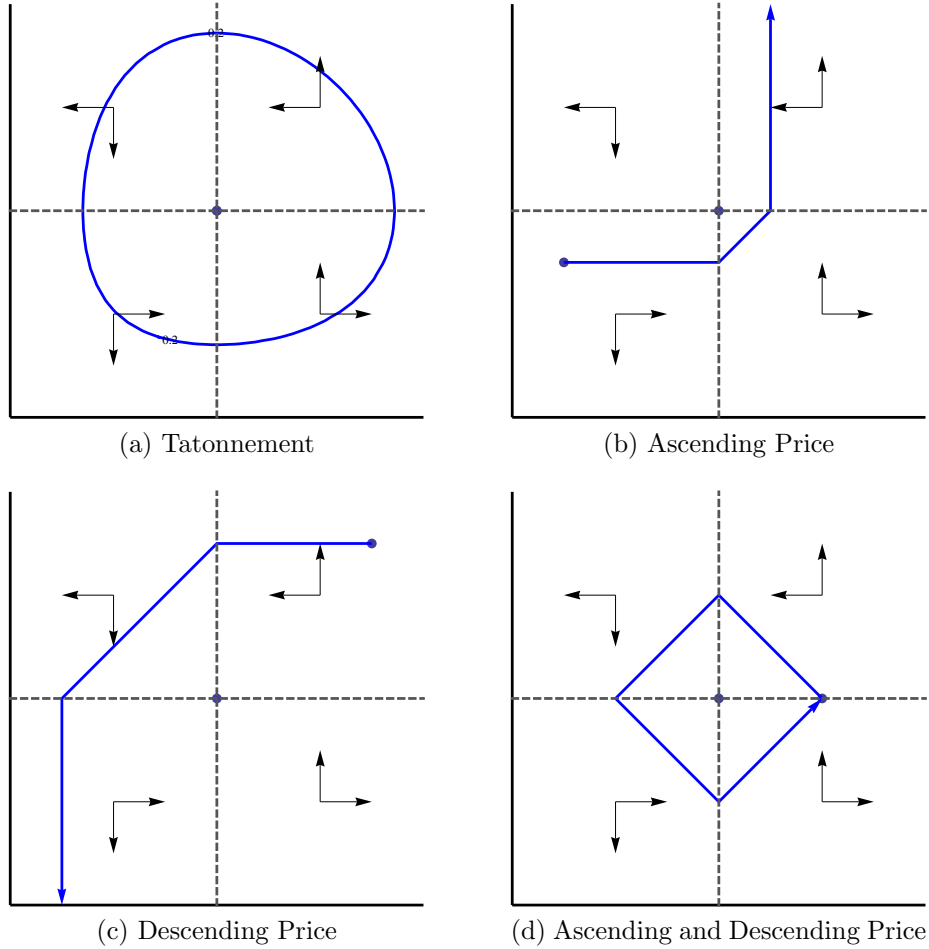 0.2
0.2
(a) Tatonnement
(b) Ascending Price
(c) Descending Price
(d) Ascending and Descending Price